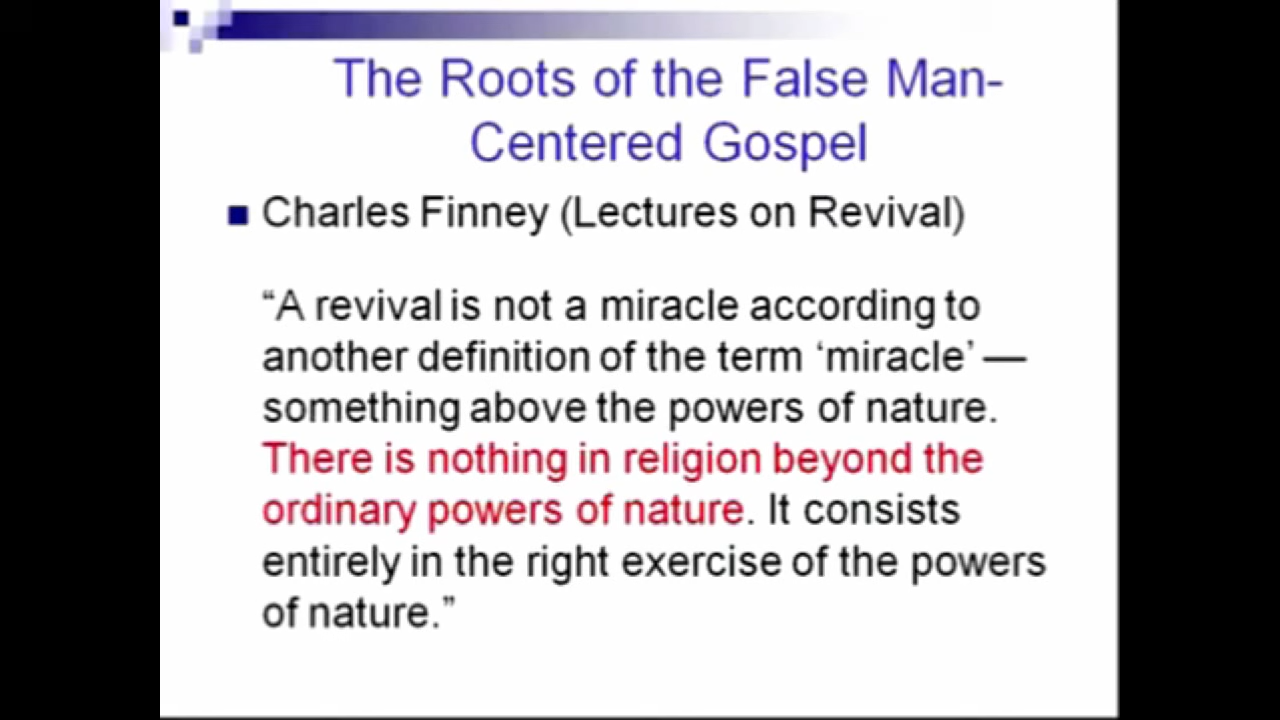 The Roots of the False Man-
Centered Gospel
Charles Finney (Lectures on Revival)
“A revival is not a miracle according to
another definition of the term ‘miracle’ —
something above the powers of nature.
There is nothing in religion beyond the
ordinary powers of nature. It consists
entirely in the right exercise of the powers
of nature.”